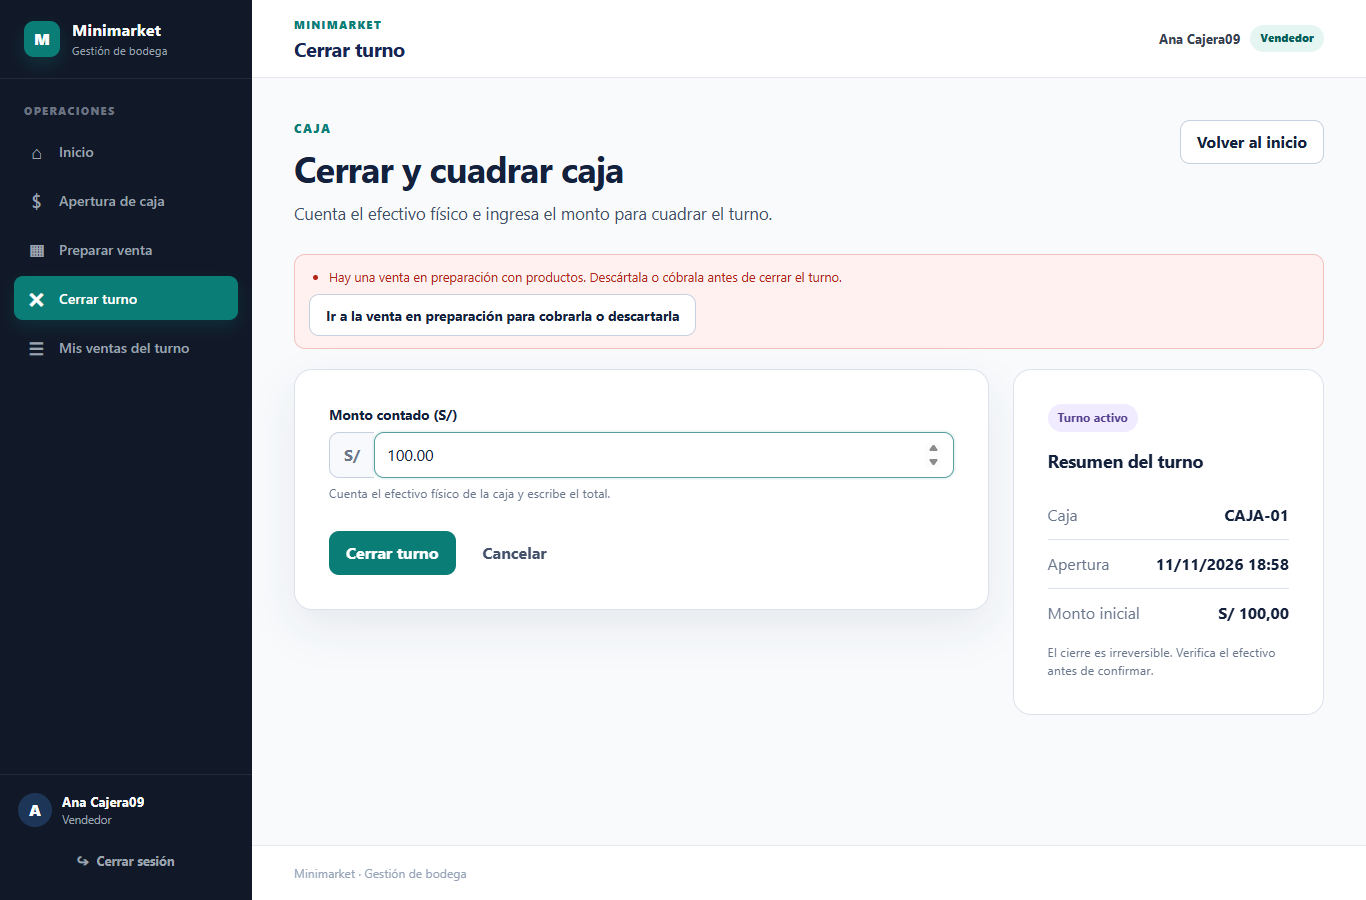 M
Minimarket
Gestión de bodega
OPERACIONES
Inicio
$ Apertura de caja
Preparar venta
Cerrar turno
Mis ventas del turno
A
Ana Cajera09
Vendedor
Cerrar sesión
MINIMARKET
Cerrar turno
Ana Cajera09
Vendedor
CAJA
Cerrar y cuadrar caja
Cuenta el efectivo físico e ingresa el monto para cuadrar el turno.
Volver al inicio
Hay una venta en preparación con productos. Descártala o cóbrala antes de cerrar el turno.
Ir a la venta en preparación para cobrarla o descartarla
Monto contado (S/)
S/ 100.00
Cuenta el efectivo físico de la caja y escribe el total.
Cerrar turno Cancelar
Turno activo
Resumen del turno
Caja CAJA-01
Apertura 11/11/2026 18:58
Monto inicial S/ 100,00
El cierre es irreversible. Verifica el efectivo
antes de confirmar.
Minimarket · Gestión de bodega